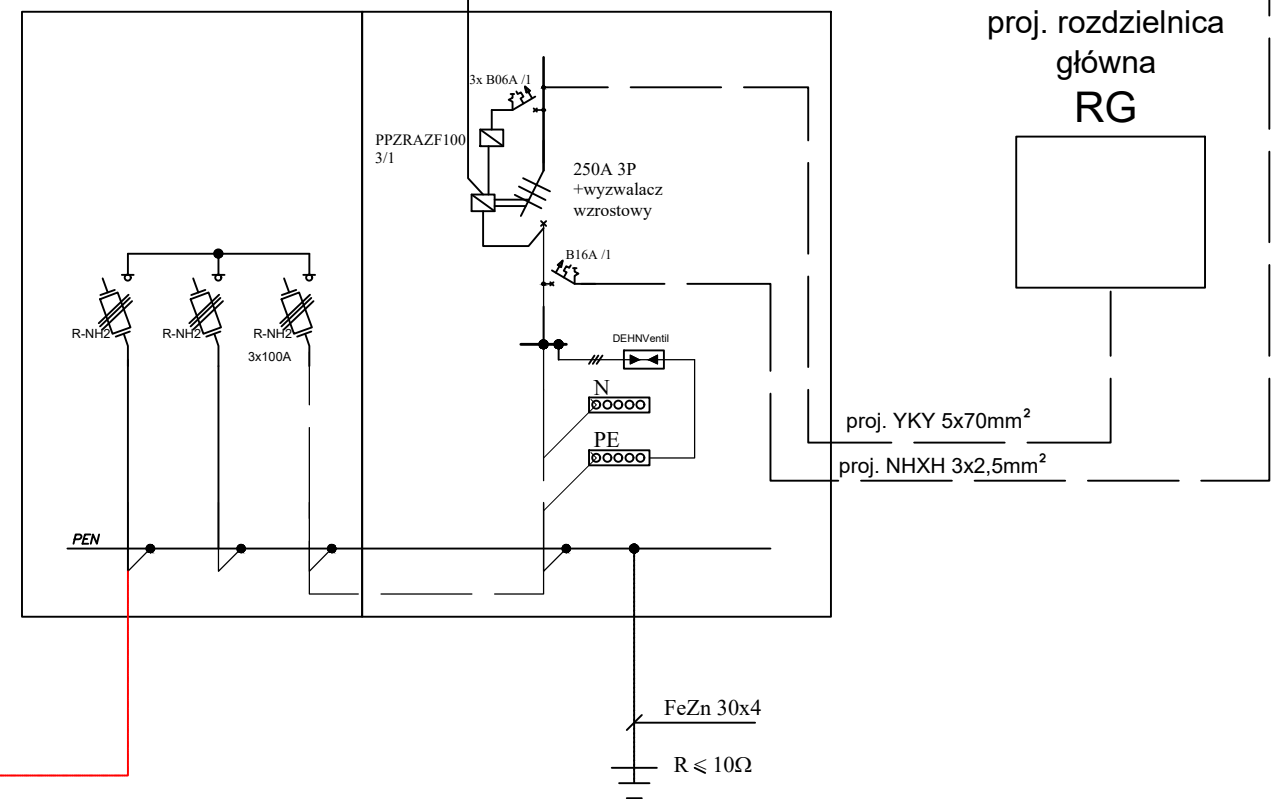 proj. rozdzielnica
główna
RG
3x B06A /1
PPZRAZF100
3/1
250A 3P
+wyzwalacz
wzrostowy
B16A /1
R-NH2
R-NH2
R-NH2
3x100A
DEHNVentil
N
PE
proj. YKY 5x70mm²
proj. NHXH 3x2,5mm²
PEN
FeZn 30x4
R ⩽ 10Ω